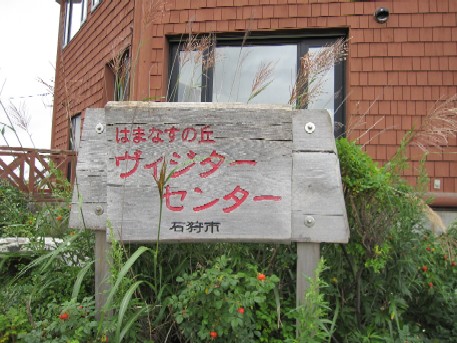 はまなすの丘
ヴィジター
センター
石狩市